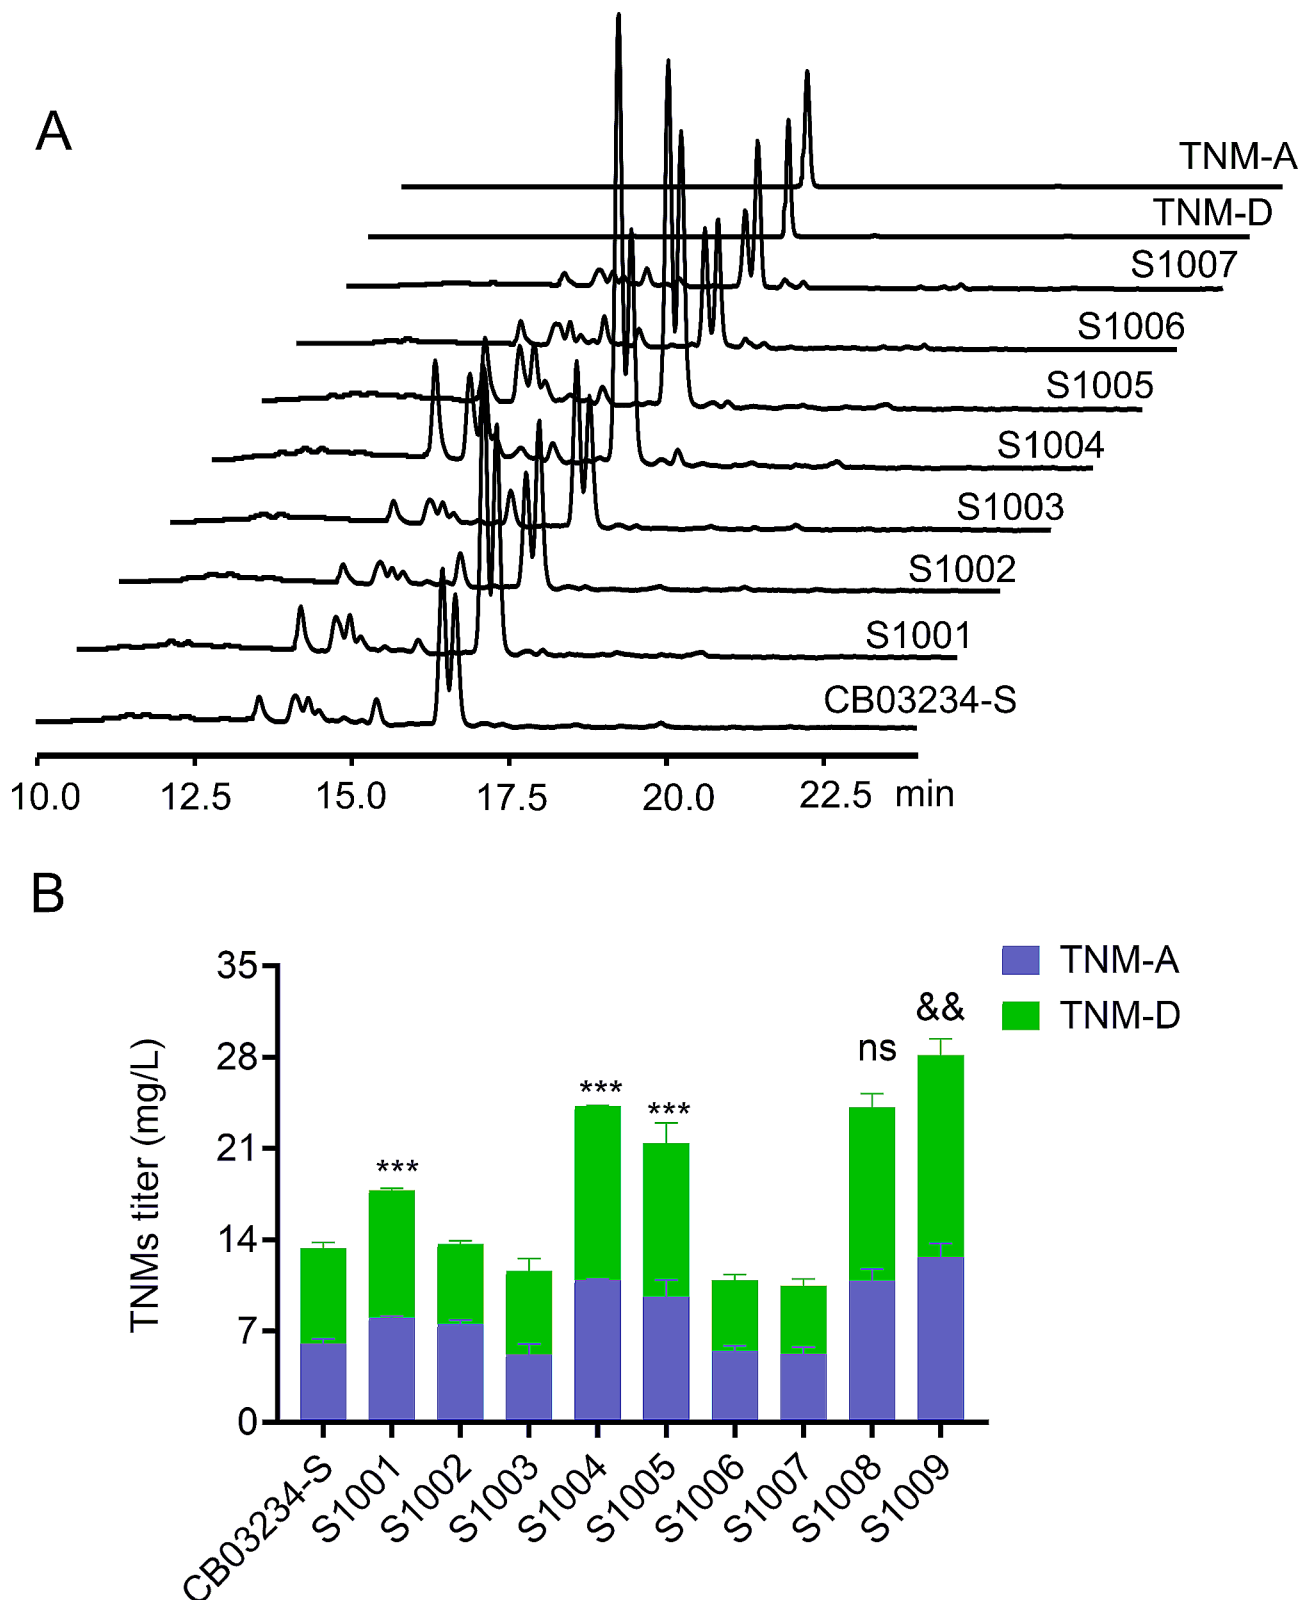 A
TNM-A
TNM-D
S1007
S1006
S1005
S1004
S1003
S1002
S1001
CB03234-S
10.0 12.5 15.0 17.5 20.0 22.5 min
B
TNM-A
TNM-D
TNMs titer (mg/L)
35
28
21
14
7
0
***
***
***
ns
&&
CB03234-S
S1001
S1002
S1003
S1004
S1005
S1006
S1007
S1008
S1009